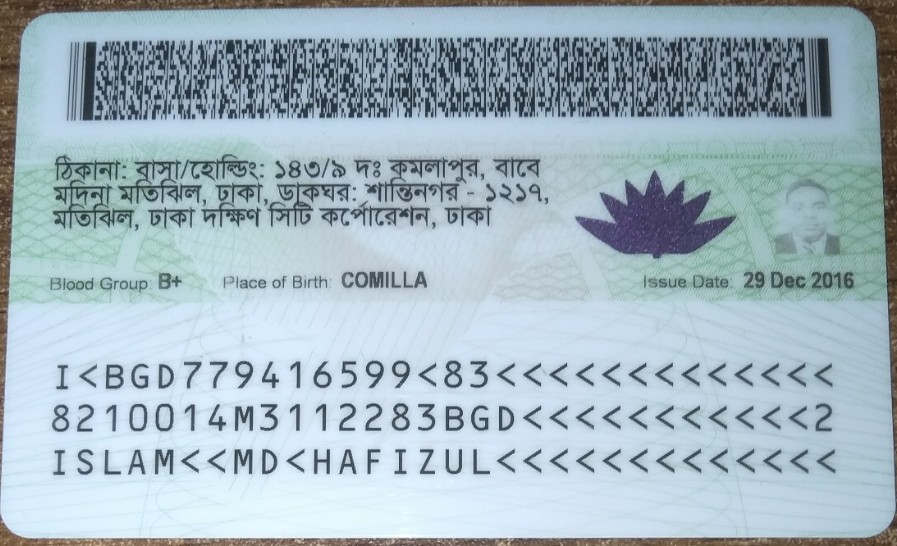 ঠিকানা: বাসা/হোল্ডিং: ১৪৩/৯ দঃ কমলাপুর, বাবে
মদিনা মতিঝিল, ঢাকা, ডাকঘর: শান্তিনগর - ১২১৭,
মতিঝিল, ঢাকা দক্ষিণ সিটি কর্পোরেশন, ঢাকা
Blood Group: B+ Place of Birth: COMILLA Issue Date: 29 Dec 2016
I<BGD779416599<83<<<<<<<<<<<<<
8210014M3112283BGD<<<<<<<<<<<2
ISLAM<<MD<HAFIZUL<<<<<<<<<<<<<